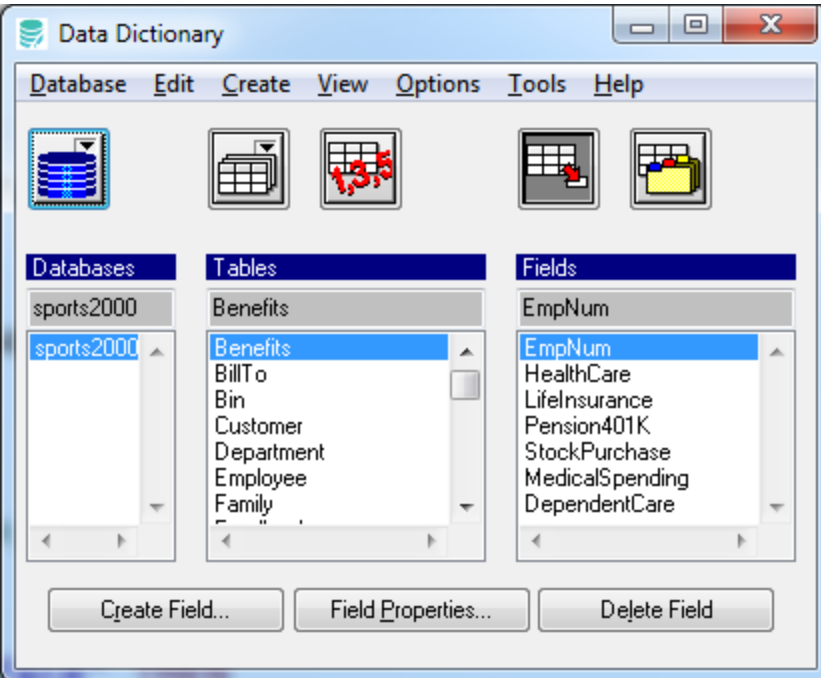 Data Dictionary
Database Edit Create View Options Tools Help
1,3,5
Databases
sports2000
sports2000
Tables
Benefits
Benefits
BillTo
Bin
Customer
Department
Employee
Family
Fields
EmpNum
EmpNum
HealthCare
LifeInsurance
Pension401K
StockPurchase
MedicalSpending
DependentCare
Create Field... Field Properties... Delete Field